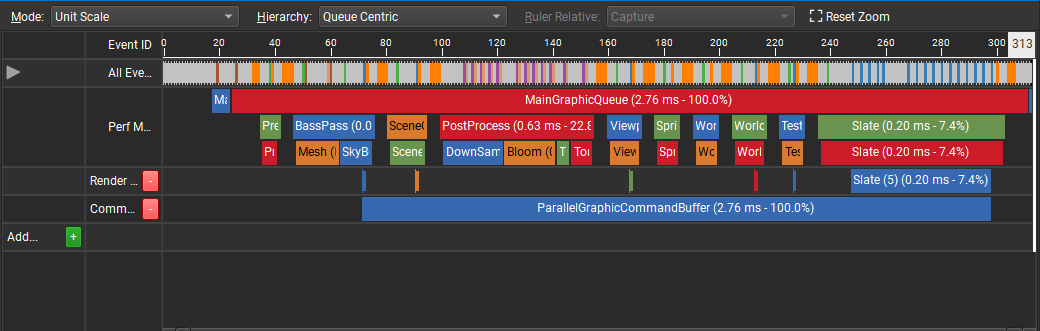 Mode: Unit Scale Hierarchy: Queue Centric Ruler Relative: Capture Reset Zoom
Event ID 0 20 40 60 80 100 120 140 160 180 200 220 240 260 280 300 313
All Eve...
Ma MainGraphicQueue (2.76 ms - 100.0%)
Perf M... Pre BassPass (0.0 Scene( PostProcess (0.63 ms - 22.8 Viewp Spri Wor World Test Slate (0.20 ms - 7.4%)
Pr Mesh ( SkyB Scene DownSam Bloom (0 T Ton View Spr Wo Worl Tes Slate (0.20 ms - 7.4%)
Render ... - Slate (5) (0.20 ms - 7.4%)
Comm... - ParallelGraphicCommandBuffer (2.76 ms - 100.0%)
Add... +